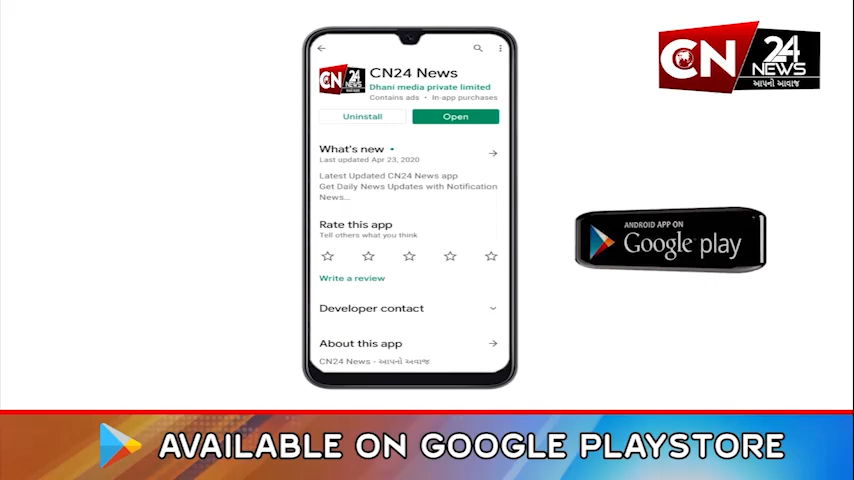 CN24 News
Dhani media private limited
Contains ads • In-app purchases
Uninstall
Open
What's new •
Last updated Apr 23, 2020
Latest Updated CN24 News app
Get Daily News Updates with Notification
News...
Rate this app
Tell others what you think
Write a review
Developer contact
About this app
CN24 News - આપનો અવાજ
CN 24
NEWS
આપનો અવાજ
ANDROID APP ON
Google play
AVAILABLE ON GOOGLE PLAYSTORE